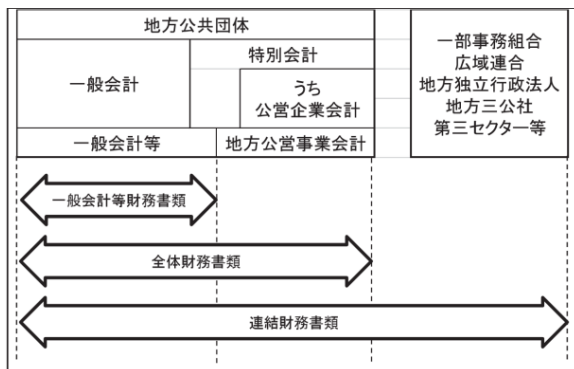 地方公共団体
一般会計
特別会計
うち
公営企業会計
一般会計等
地方公営事業会計
一部事務組合
広域連合
地方独立行政法人
地方三公社
第三セクター等
一般会計等財務書類
全体財務書類
連結財務書類